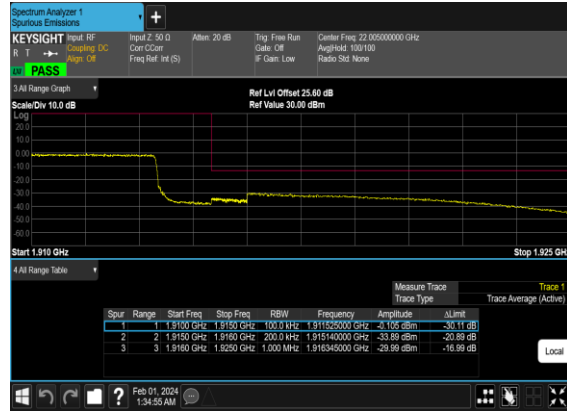 Spectrum Analyzer 1
Spurious Emissions
+
KEYSIGHT Input: RF Input Z: 50 Ω Atten: 20 dB Trig: Free Run Center Freq: 22.005000000 GHz
R T Coupling: DC Corr CCorr Gate: Off Avg|Hold: 100/100
Align: Off Freq Ref: Int (S) IF Gain: Low Radio Std: None
PASS
3 All Range Graph
Ref Lvl Offset 25.60 dB
Scale/Div 10.0 dB Ref Value 30.00 dBm
Log
20.0
10.0
0.00
-10.0
-20.0
-30.0
-40.0
-50.0
-60.0
Start 1.910 GHz Stop 1.925 GHz
4 All Range Table
Measure Trace Trace 1
Trace Type Trace Average (Active)
Spur Range Start Freq Stop Freq RBW Frequency Amplitude ΔLimit
1 1 1.9100 GHz 1.9150 GHz 100.0 kHz 1.911525000 GHz -0.105 dBm -30.11 dB
2 2 1.9150 GHz 1.9160 GHz 200.0 kHz 1.915140000 GHz -33.89 dBm -20.89 dB
3 3 1.9160 GHz 1.9250 GHz 1.000 MHz 1.916345000 GHz -29.99 dBm -16.99 dB
Local
? Feb 01, 2024
1:34:55 AM